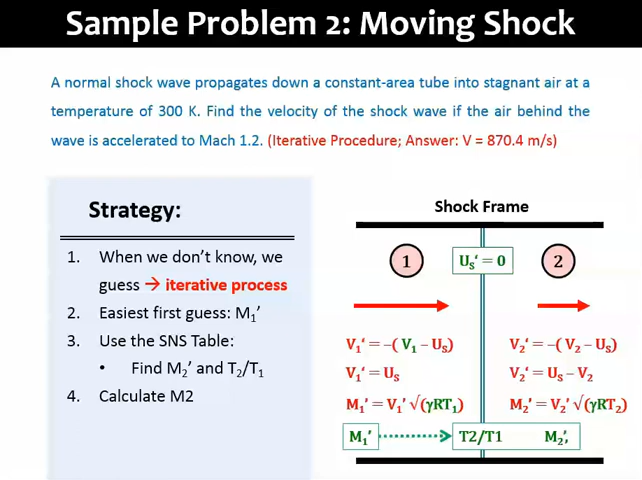 Sample Problem 2: Moving Shock
A normal shock wave propagates down a constant-area tube into stagnant air at a
temperature of 300 K. Find the velocity of the shock wave if the air behind the
wave is accelerated to Mach 1.2. (Iterative Procedure; Answer: V = 870.4 m/s)
Strategy:
1. When we don't know, we
guess → iterative process
2. Easiest first guess: M₁'
3. Use the SNS Table:
• Find M₂' and T₂/T₁
4. Calculate M2
Shock Frame
1
Uₛ' = 0
2
V₁' = -( V₁ – Uₛ)
V₁' = Uₛ
M₁' = V₁' √(γRT₁)
M₁'
V₂' = -( V₂ – Uₛ)
V₂' = Uₛ – V₂
M₂' = V₂' √(γRT₂)
T2/T1 M₂',